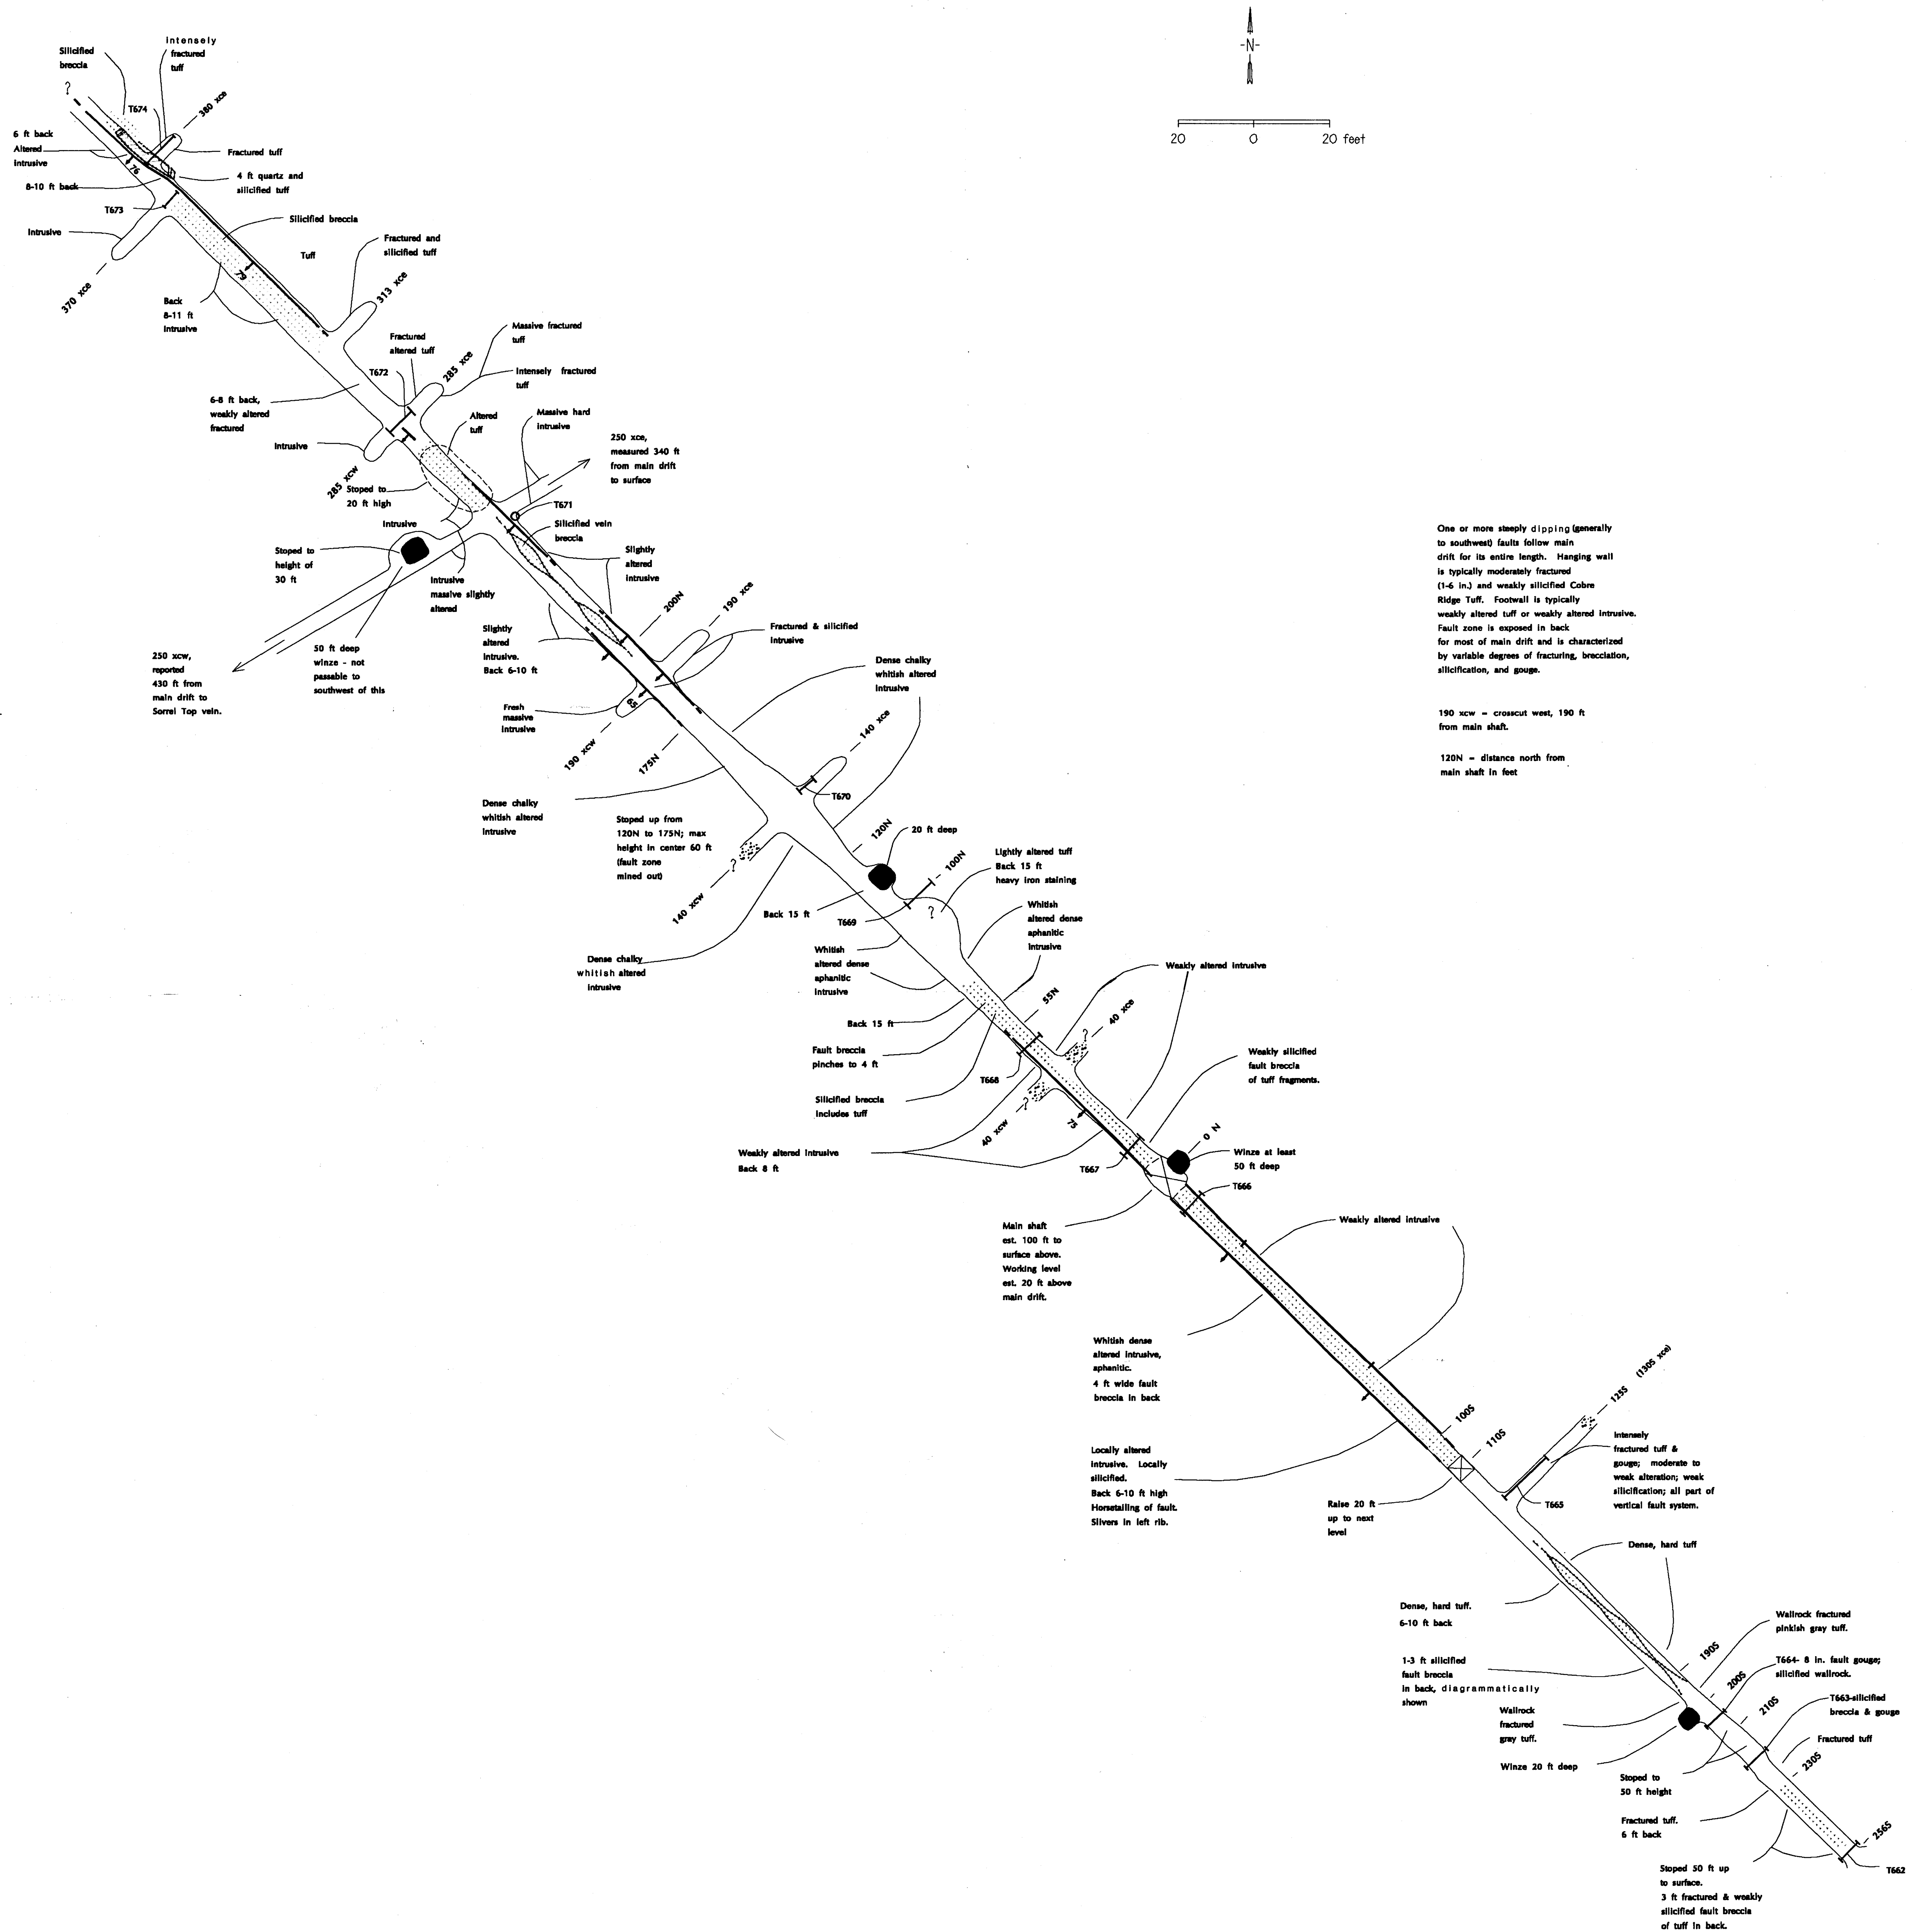 -N-
20 0 20 feet
Silicified
breccia
Intensely
fractured
tuff
?
T674
380 xce
6 ft back
Altered
intrusive
76
Fractured tuff
8-10 ft back
4 ft quartz and
silicified tuff
T673
Intrusive
Silicified breccia
Tuff
Fractured and
silicified tuff
79
370 xce
313 xce
Back
8-11 ft
intrusive
Fractured
altered tuff
Massive fractured
tuff
T672
285 xce
Intensely fractured
tuff
6-8 ft back,
weakly altered
fractured
Altered
tuff
Massive hard
intrusive
Intrusive
250 xce,
measured 340 ft
from main drift
to surface
285 xcw
Stoped to
20 ft high
T671
Intrusive
Silicified vein
breccia
Stoped to
height of
30 ft
Slightly
altered
intrusive
Intrusive
massive slightly
altered
200N
190 xce
Slightly
altered
intrusive.
Back 6-10 ft
Fractured & silicified
intrusive
50 ft deep
winze - not
passable to
southwest of this
250 xcw,
reported
430 ft from
main drift to
Sorrel Top vein.
Dense chalky
whitish altered
intrusive
Fresh
massive
intrusive
65
190 xcw
175N
140 xce
Dense chalky
whitish altered
intrusive
T670
Stoped up from
120N to 175N; max
height in center 60 ft
(fault zone
mined out)
120N
20 ft deep
?
140 xcw
100N
Lightly altered tuff
Back 15 ft
heavy iron staining
Back 15 ft
T669
?
Whitish
altered dense
aphanitic
intrusive
Dense chalky
whitish altered
intrusive
Whitish
altered dense
aphanitic
intrusive
Weakly altered intrusive
55N
40 xce
?
Back 15 ft
Fault breccia
pinches to 4 ft
T668
Weakly silicified
fault breccia
of tuff fragments.
Silicified breccia
includes tuff
?
40 xcw
75
Weakly altered intrusive
Back 8 ft
T667
0 N
Winze at least
50 ft deep
T666
Main shaft
est. 100 ft to
surface above.
Working level
est. 20 ft above
main drift.
Weakly altered intrusive
Whitish dense
altered intrusive,
aphanitic.
4 ft wide fault
breccia in back
Locally altered
intrusive. Locally
silicified.
Back 6-10 ft high
Horsetailing of fault.
Slivers in left rib.
100S
110S
125S (130S xce)
Intensely
fractured tuff &
gouge; moderate to
weak alteration; weak
silicification; all part of
vertical fault system.
Raise 20 ft
up to next
level
T665
Dense, hard tuff
Dense, hard tuff.
6-10 ft back
Wallrock fractured
pinkish gray tuff.
1-3 ft silicified
fault breccia
in back, diagrammatically
shown
190S
200S
T664- 8 in. fault gouge;
silicified wallrock.
210S
T663-silicified
breccia & gouge
Wallrock
fractured
gray tuff.
Fractured tuff
Winze 20 ft deep
230S
Stoped to
50 ft height
Fractured tuff.
6 ft back
256S
T662
Stoped 50 ft up
to surface.
3 ft fractured & weakly
silicified fault breccia
of tuff in back.
One or more steeply dipping (generally
to southwest) faults follow main
drift for its entire length. Hanging wall
is typically moderately fractured
(1-6 in.) and weakly silicified Cobre
Ridge Tuff. Footwall is typically
weakly altered tuff or weakly altered intrusive.
Fault zone is exposed in back
for most of main drift and is characterized
by variable degrees of fracturing, brecciation,
silicification, and gouge.
190 xcw - crosscut west, 190 ft
from main shaft.
120N - distance north from
main shaft in feet